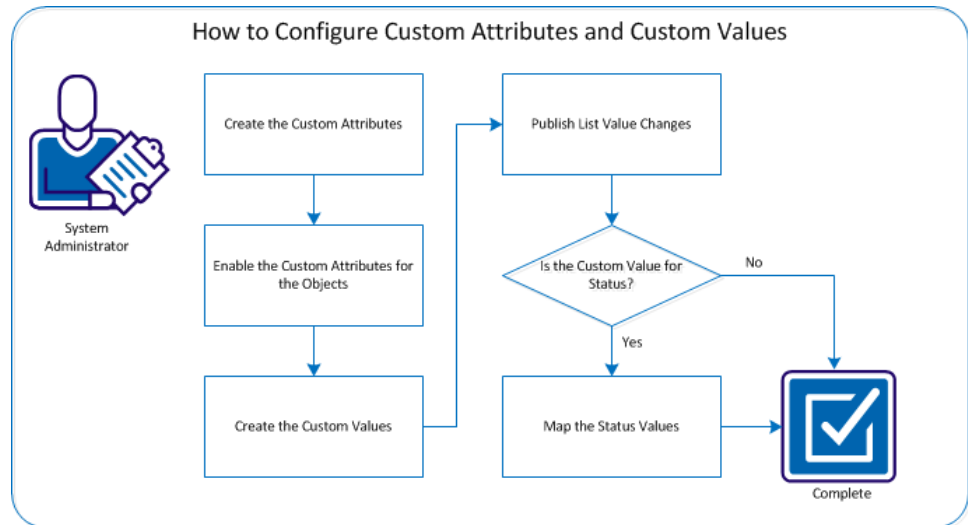 How to Configure Custom Attributes and Custom Values
System
Administrator
Create the Custom Attributes
Enable the Custom Attributes for
the Objects
Create the Custom Values
Publish List Value Changes
Is the Custom Value for
Status?
No
Yes
Map the Status Values
Complete